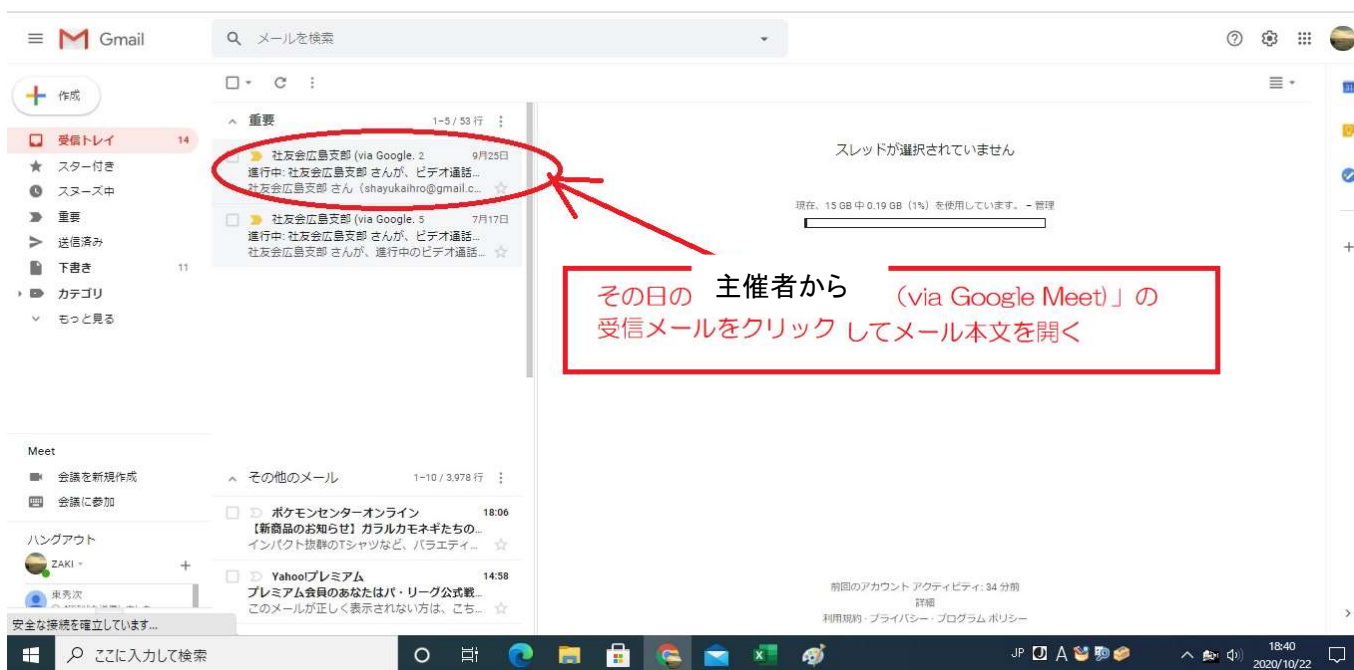 Gmail
メールを検索
作成
受信トレイ 14
スター付き
スヌーズ中
重要
送信済み
下書き 11
カテゴリ
もっと見る
Meet
会議を新規作成
会議に参加
ハングアウト
ZAKI
東秀次
安全な接続を確立しています...
重要 1-5 / 53 行
社友会広島支部 (via Google. 2 9月25日
進行中: 社友会広島支部 さんが、ビデオ通話...
社友会広島支部 さん (shayukaihro@gmail.c...
社友会広島支部 (via Google. 5 7月17日
進行中: 社友会広島支部 さんが、ビデオ通話...
社友会広島支部 さんが、進行中のビデオ通話...
その他のメール 1-10 / 3,978 行
ポケモンセンターオンライン 18:06
【新商品のお知らせ】ガラルカモネギたちの...
インパクト抜群のTシャツなど、バラエティ...
Yahoo!プレミアム 14:58
プレミアム会員のあなたはパ・リーグ公式戦...
このメールが正しく表示されない方は、こち...
スレッドが選択されていません
現在、15 GB 中 0.19 GB (1%) を使用しています。 - 管理
その日の 主催者から (via Google Meet)」の
受信メールをクリック してメール本文を開く
前回のアカウント アクティビティ: 34 分前
詳細
利用規約 · プライバシー · プログラム ポリシー
ここに入力して検索
JP A
18:40
2020/10/22